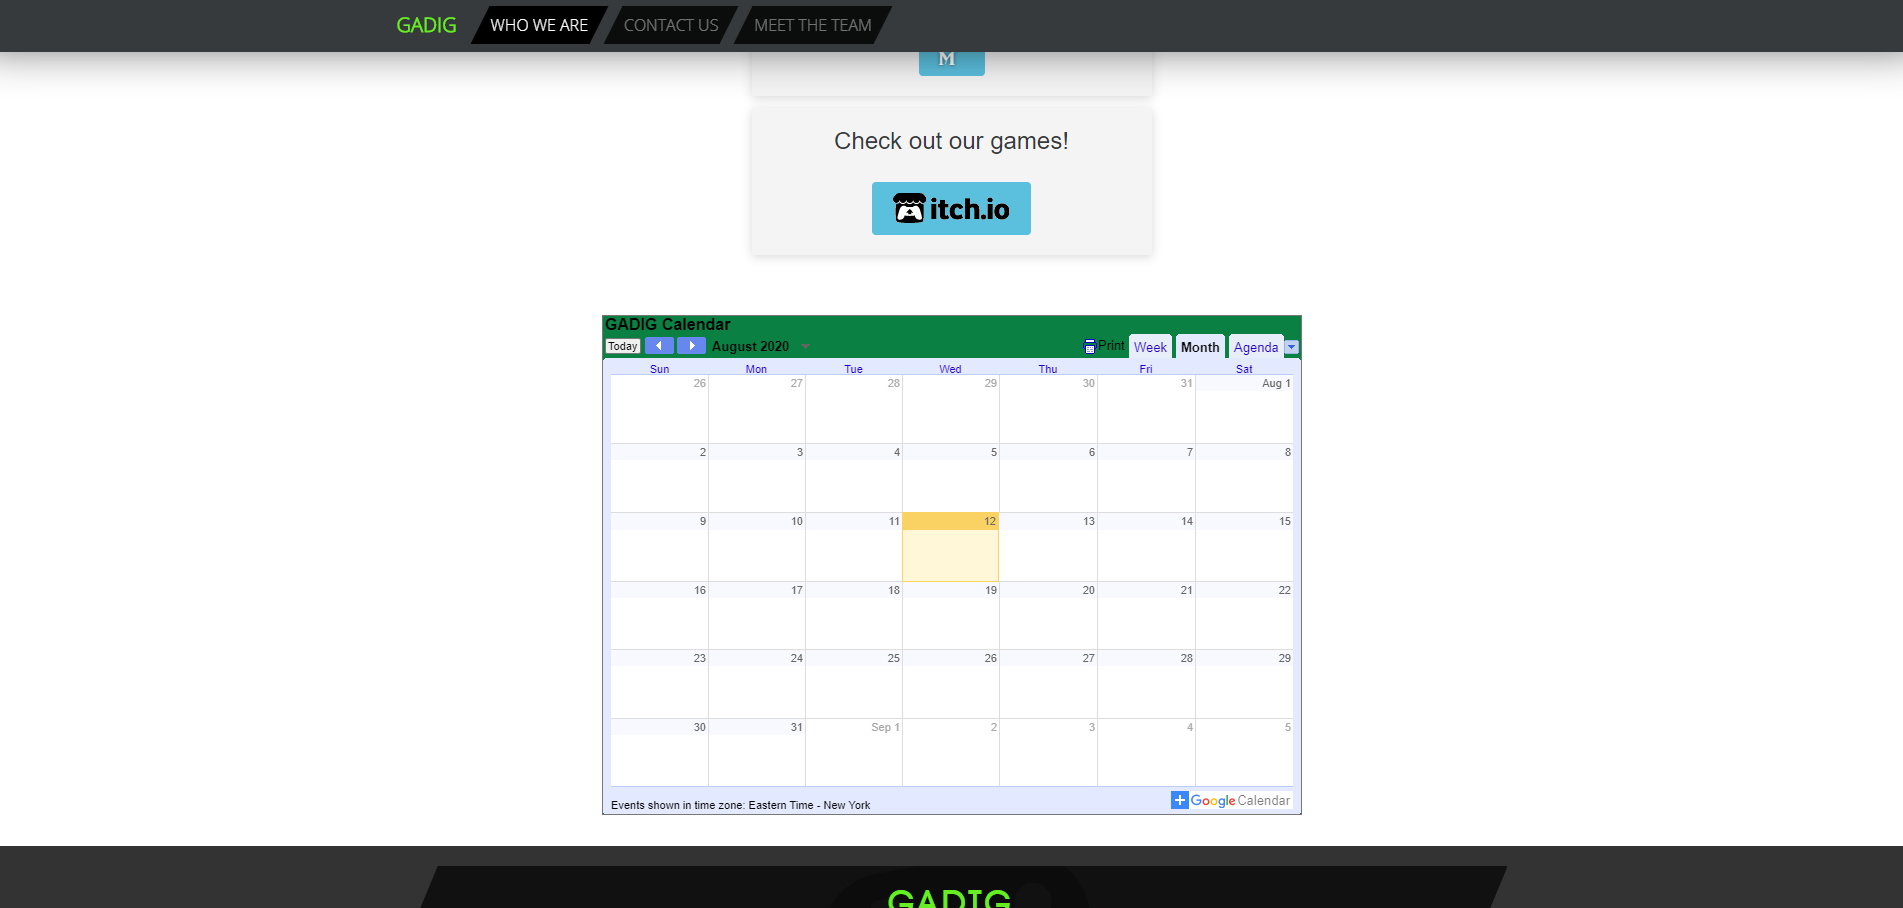 GADIG WHO WE ARE CONTACT US MEET THE TEAM
M
Check out our games!
itch.io
GADIG Calendar
Today August 2020 Print Week Month Agenda
Sun Mon Tue Wed Thu Fri Sat
26 27 28 29 30 31 Aug 1
2 3 4 5 6 7 8
9 10 11 12 13 14 15
16 17 18 19 20 21 22
23 24 25 26 27 28 29
30 31 Sep 1 2 3 4 5
Events shown in time zone: Eastern Time - New York
Google Calendar
GADIG